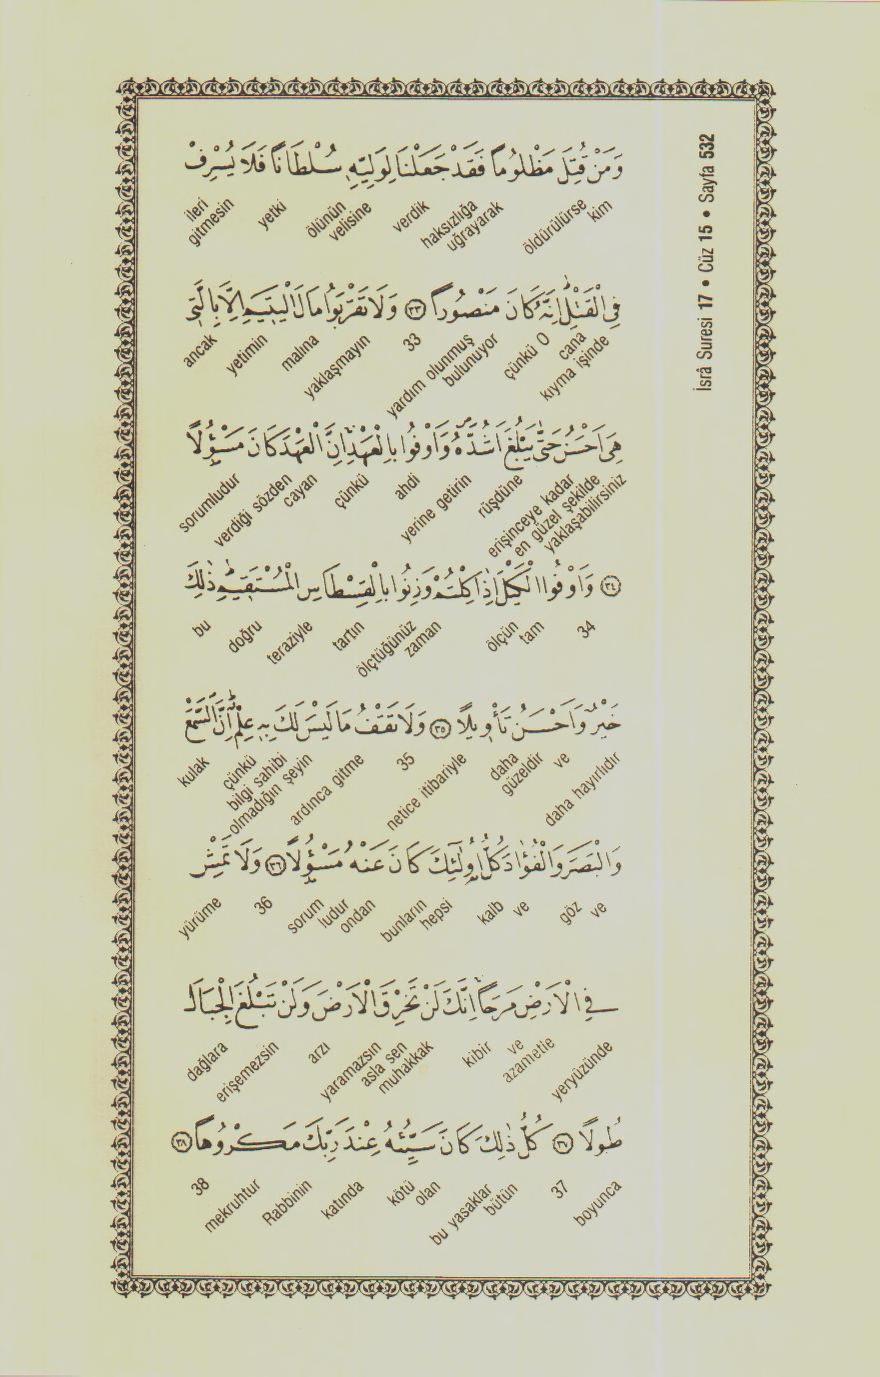 İsrâ Suresi 17 • Cüz 15 • Sayfa 532
وَمَنْ قُتِلَ مَظْلُومًا فَقَدْ جَعَلْنَا لِوَلِيِّهٖ سُلْطَانًا فَلَا يُسْرِفْ
kim öldürülürse haksızlığa uğrayarak verdik ölünün velisine yetki ileri gitmesin
فِي الْقَتْلِۜ اِنَّهُ كَانَ مَنْصُورًا ﴿٣٣﴾ وَلَا تَقْرَبُوا مَالَ الْيَتٖيمِ اِلَّا بِالَّتٖي
cana kıyma işinde çünkü O yardım olunmuş bulunuyor 33 yaklaşmayın malına yetimin ancak
هِيَ اَحْسَنُ حَتّٰى يَبْلُغَ اَشُدَّهُۖ وَاَوْفُوا بِالْعَهْدِۚ اِنَّ الْعَهْدَ كَانَ مَسْؤُ۫لًا
en güzel şekilde yaklaşabilirsiniz erişinceye kadar rüşdüne yerine getirin ahdi çünkü verdiği sözden cayan sorumludur
﴿٣٤﴾ وَاَوْفُوا الْكَيْلَ اِذَا كِلْتُمْ وَزِنُوا بِالْقِسْطَاسِ الْمُسْتَقٖيمِۜ ذٰلِكَ
34 tam ölçün ölçtüğünüz zaman tartın teraziyle doğru bu
خَيْرٌ وَاَحْسَنُ تَأْوٖيلًا ﴿٣٥﴾ وَلَا تَقْفُ مَا لَيْسَ لَكَ بِهٖ عِلْمٌۜ اِنَّ السَّمْعَ
daha hayırlıdır ve daha güzeldir netice itibariyle 35 ardınca gitme bilgi sahibi olmadığın şeyin çünkü kulak
وَالْبَصَرَ وَالْفُؤٰادَ كُلُّ اُو۬لٰٓئِكَ كَانَ عَنْهُ مَسْؤُ۫لًا ﴿٣٦﴾ وَلَا تَمْشِ
ve göz ve kalb bunların hepsi ondan sorumludur 36 yürüme
فِي الْاَرْضِ مَرَحًاۚ اِنَّكَ لَنْ تَخْرِقَ الْاَرْضَ وَلَنْ تَبْلُغَ الْجِبَالَ
yeryüzünde kibir ve azametle muhakkak asla sen yaramazsın arzı erişemezsin dağlara
طُولًا ﴿٣٧﴾ كُلُّ ذٰلِكَ كَانَ سَيِّئُهُ عِنْدَ رَبِّكَ مَكْرُوهًا ﴿٣٨﴾
boyunca 37 bütün bu yasaklar kötü olan katında Rabbinin mekruhtur 38